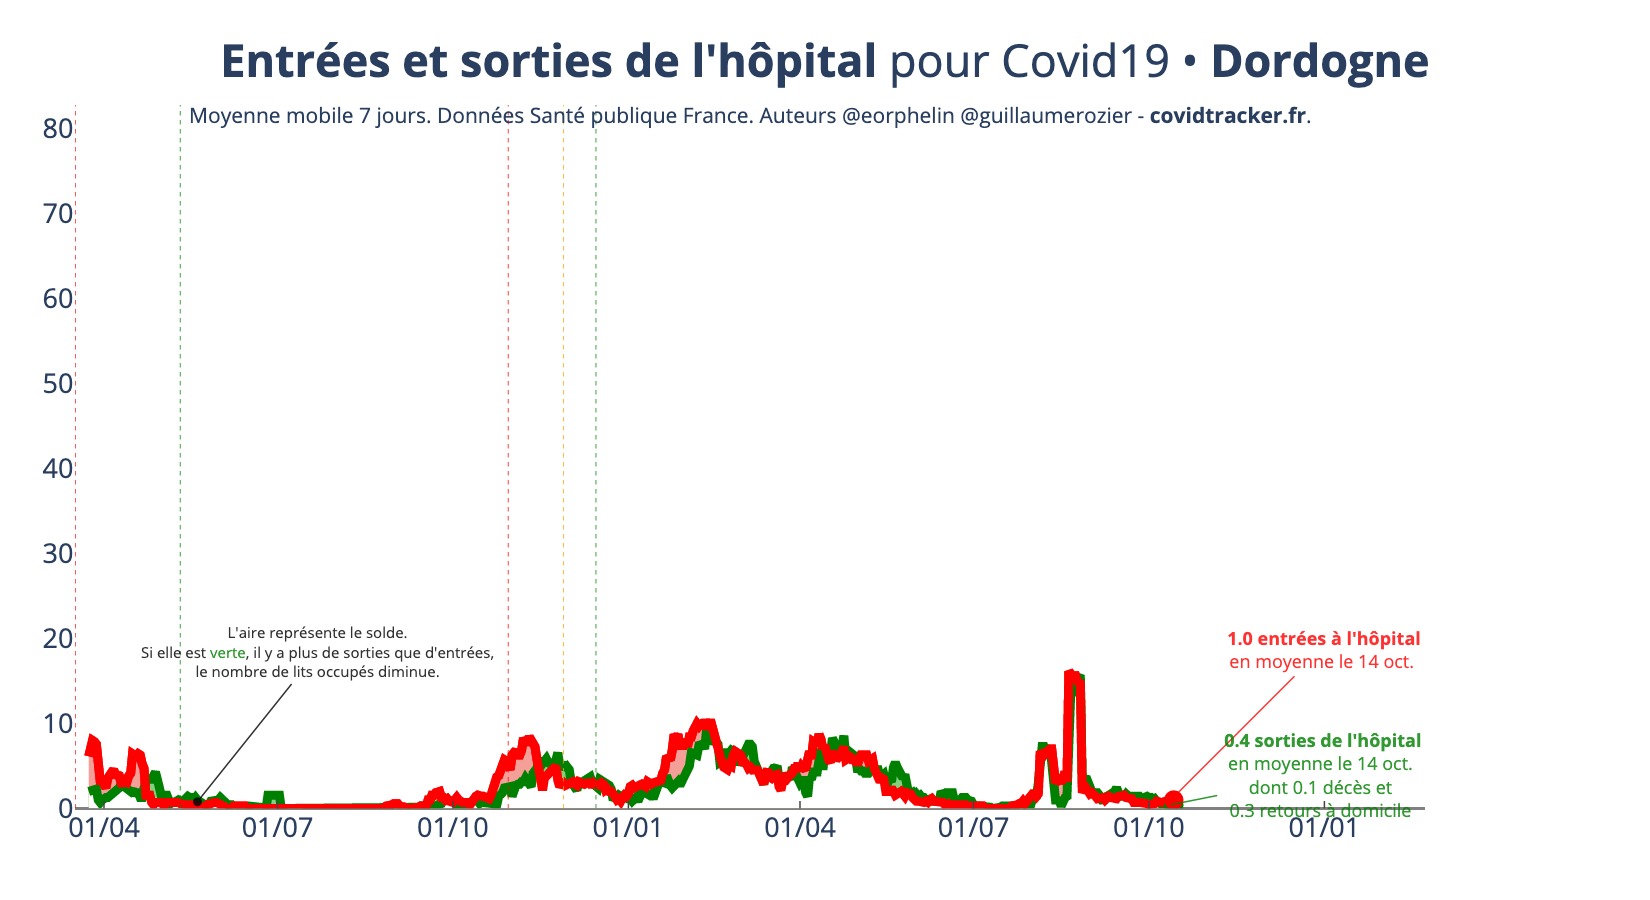 Entrées et sorties de l'hôpital pour Covid19 • Dordogne
Moyenne mobile 7 jours. Données Santé publique France. Auteurs @eorphelin @guillaumerozier - covidtracker.fr.
80
70
60
50
40
30
20
10
0
L'aire représente le solde.
Si elle est verte, il y a plus de sorties que d'entrées,
le nombre de lits occupés diminue.
1.0 entrées à l'hôpital
en moyenne le 14 oct.
0.4 sorties de l'hôpital
en moyenne le 14 oct.
dont 0.1 décès et
0.3 retours à domicile
01/04 01/07 01/10 01/01 01/04 01/07 01/10 01/01